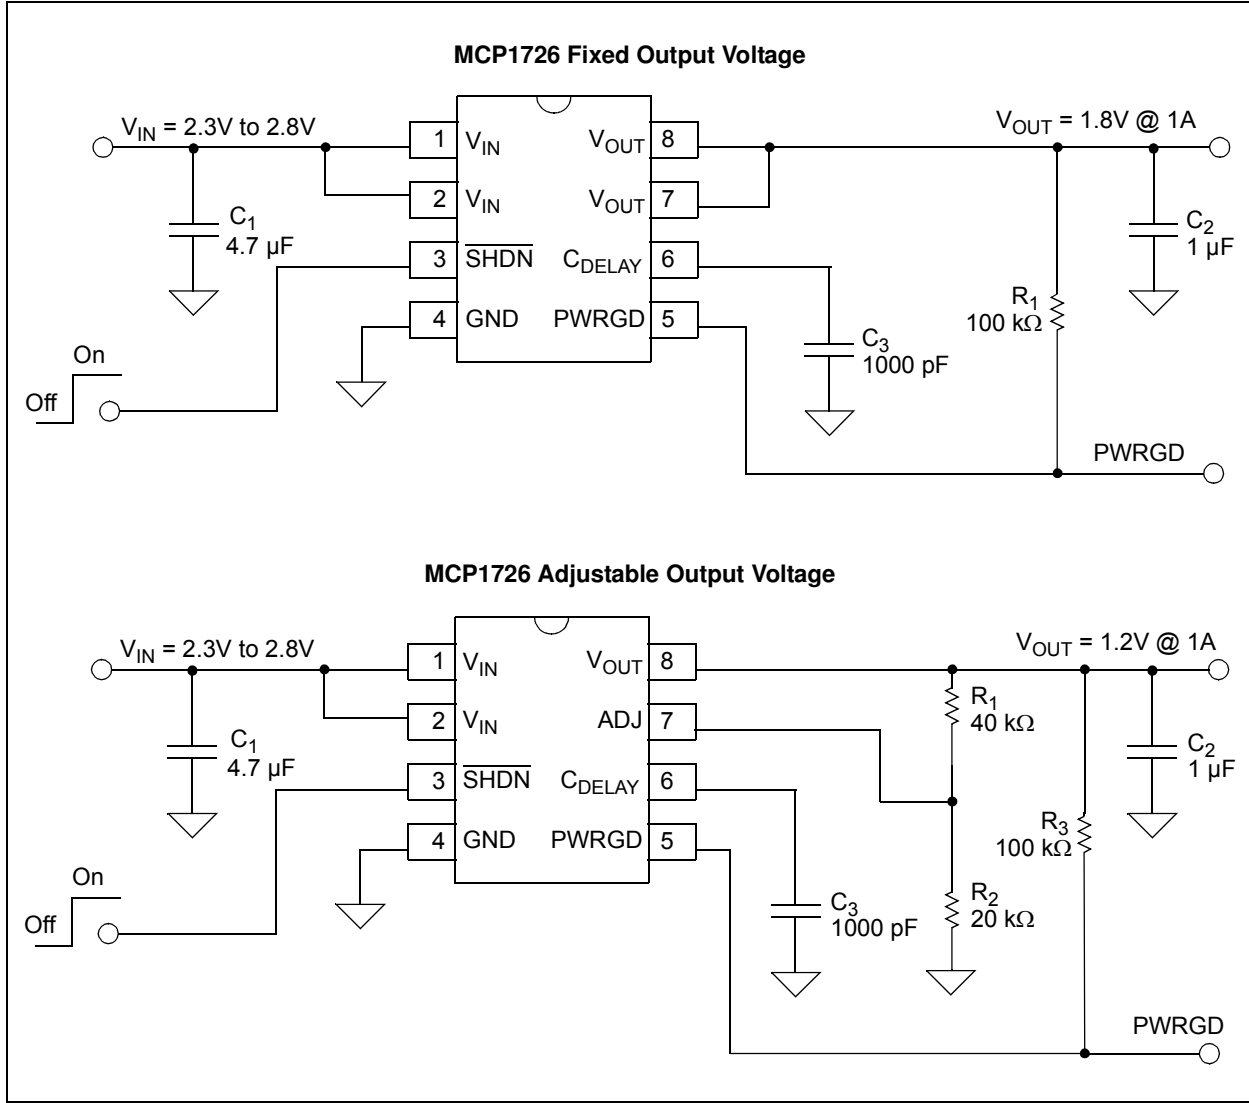 MCP1726 Fixed Output Voltage
VIN = 2.3V to 2.8V
VOUT = 1.8V @ 1A
1 VIN VOUT 8
2 VIN VOUT 7
C1
4.7 µF
C2
1 µF
3 SHDN CDELAY 6
4 GND PWRGD 5
R1
100 kΩ
C3
1000 pF
On
Off
PWRGD
MCP1726 Adjustable Output Voltage
VIN = 2.3V to 2.8V
VOUT = 1.2V @ 1A
1 VIN VOUT 8
2 VIN ADJ 7
R1
40 kΩ
C1
4.7 µF
C2
1 µF
3 SHDN CDELAY 6
4 GND PWRGD 5
R3
100 kΩ
On
Off
C3
1000 pF
R2
20 kΩ
PWRGD